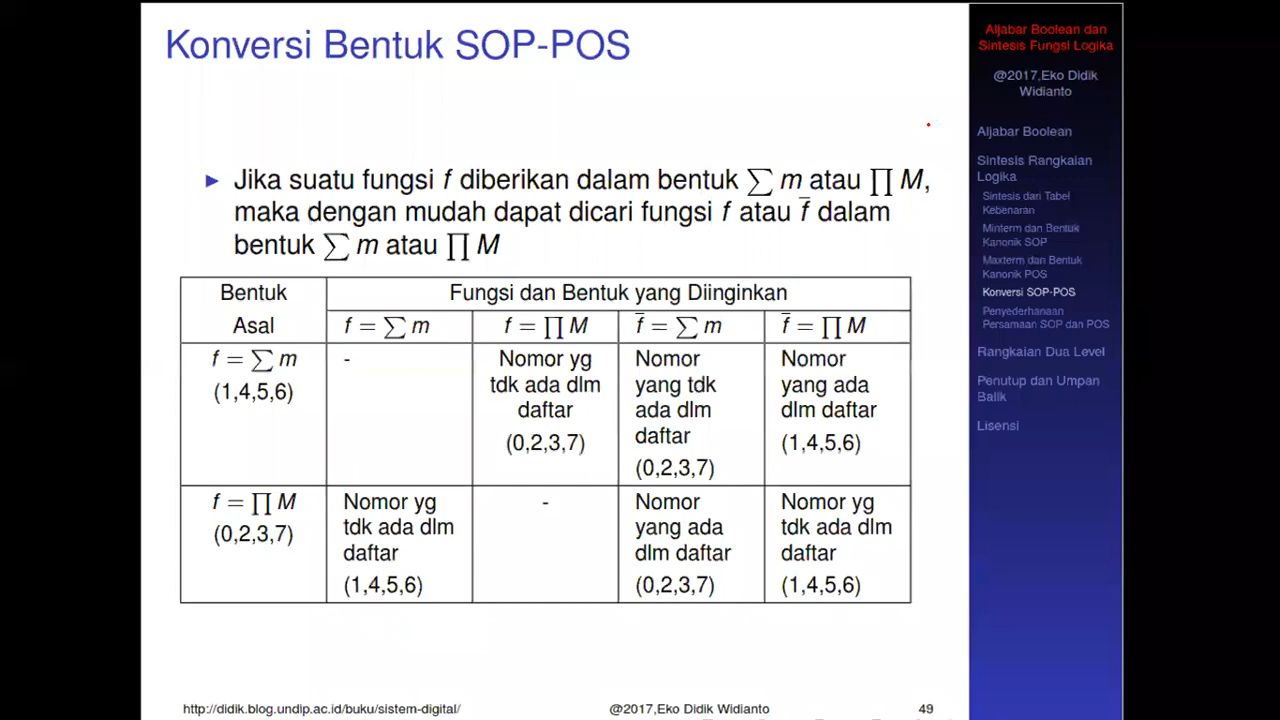 Konversi Bentuk SOP-POS
Jika suatu fungsi f diberikan dalam bentuk ∑ m atau ∏ M,
maka dengan mudah dapat dicari fungsi f atau f̅ dalam
bentuk ∑ m atau ∏ M
Bentuk
Asal
Fungsi dan Bentuk yang Diinginkan
f = ∑ m
f = ∏ M
f̅ = ∑ m
f̅ = ∏ M
f = ∑ m
(1,4,5,6)
-
Nomor yg
tdk ada dlm
daftar
(0,2,3,7)
Nomor
yang tdk
ada dlm
daftar
(0,2,3,7)
Nomor
yang ada
dlm daftar
(1,4,5,6)
f = ∏ M
(0,2,3,7)
Nomor yg
tdk ada dlm
daftar
(1,4,5,6)
-
Nomor
yang ada
dlm daftar
(0,2,3,7)
Nomor yg
tdk ada dlm
daftar
(1,4,5,6)
http://didik.blog.undip.ac.id/buku/sistem-digital/
@2017,Eko Didik Widianto
49
Aljabar Boolean dan
Sintesis Fungsi Logika
@2017,Eko Didik
Widianto
Aljabar Boolean
Sintesis Rangkaian
Logika
Sintesis dari Tabel
Kebenaran
Minterm dan Bentuk
Kanonik SOP
Maxterm dan Bentuk
Kanonik POS
Konversi SOP-POS
Penyederhanaan
Persamaan SOP dan POS
Rangkaian Dua Level
Penutup dan Umpan
Balik
Lisensi